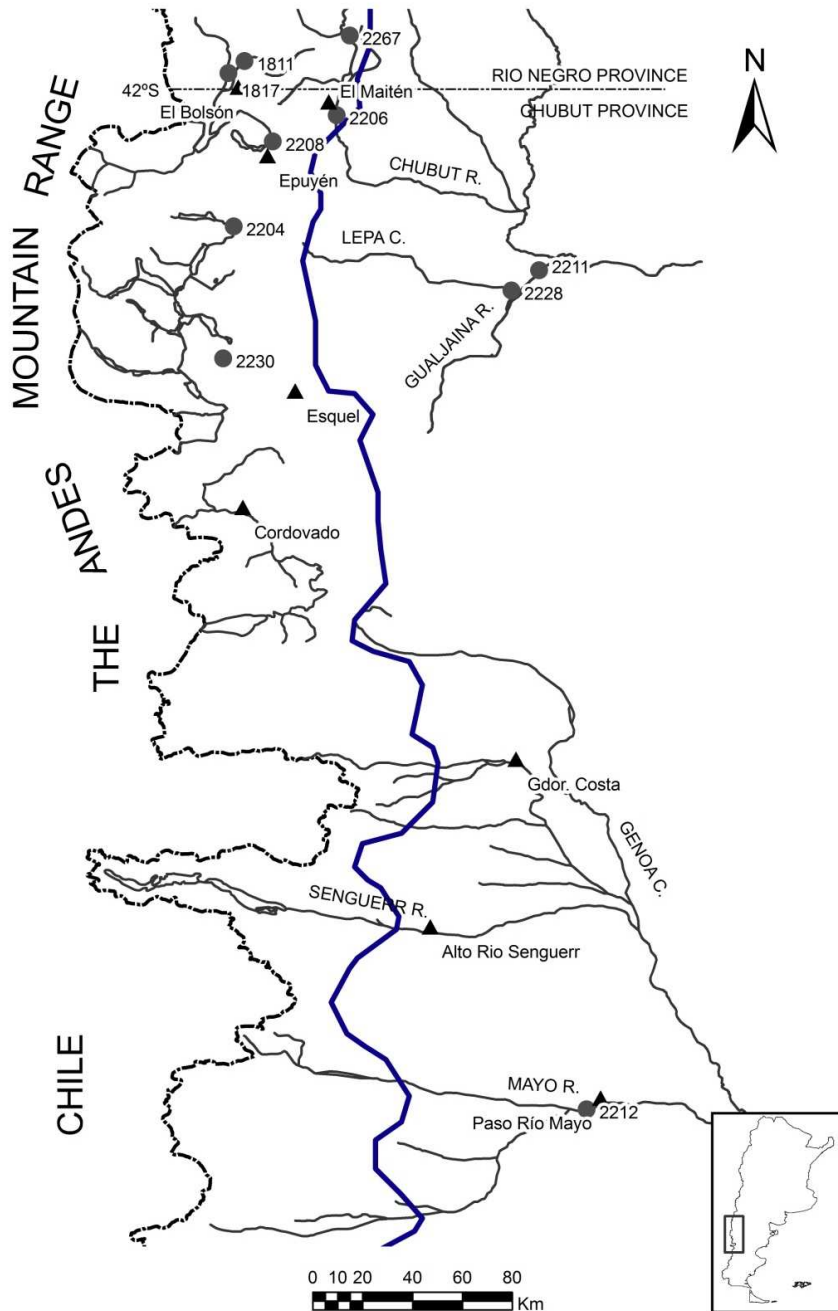 2267
1811
N
RIO NEGRO PROVINCE
42ºS
1817
El Maitén
CHUBUT PROVINCE
El Bolsón
2206
2208
Epuyén
CHUBUT R.
2204
LEPA C.
2211
2228
GUALJAINA R.
2230
Esquel
Cordovado
Gdor. Costa
GENOA C.
SENGUERR R.
Alto Rio Senguerr
MAYO R.
Paso Río Mayo
2212
CHILE
THE ANDES MOUNTAIN RANGE
0 10 20 40 60 80
Km